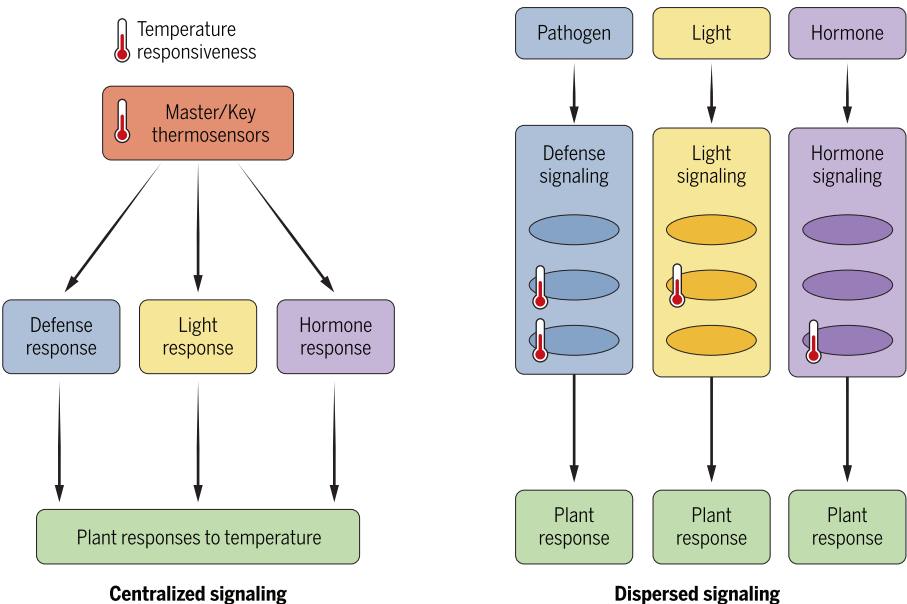 Temperature
responsiveness
Master/Key
thermosensors
Defense
response
Light
response
Hormone
response
Plant responses to temperature
Centralized signaling
Pathogen
Light
Hormone
Defense
signaling
Light
signaling
Hormone
signaling
Plant
response
Plant
response
Plant
response
Dispersed signaling